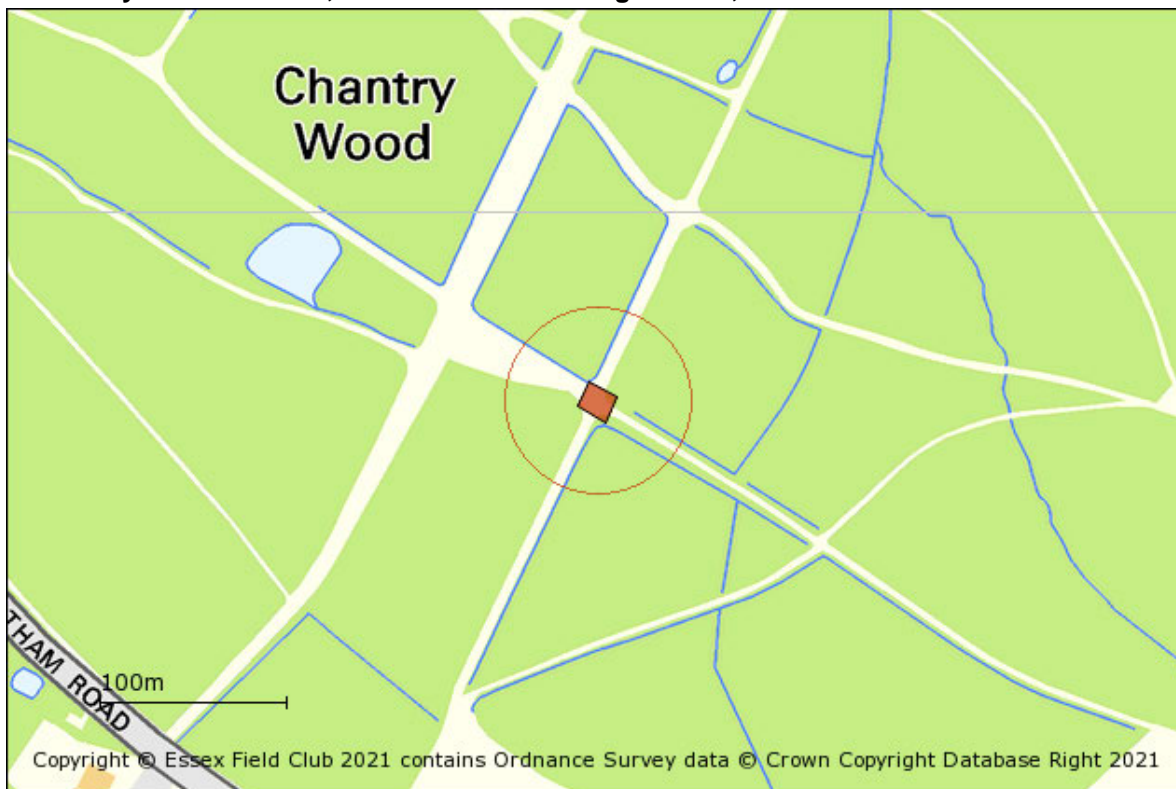 Chantry
Wood
THAM ROAD
100m
Copyright © Essex Field Club 2021 contains Ordnance Survey data © Crown Copyright Database Right 2021